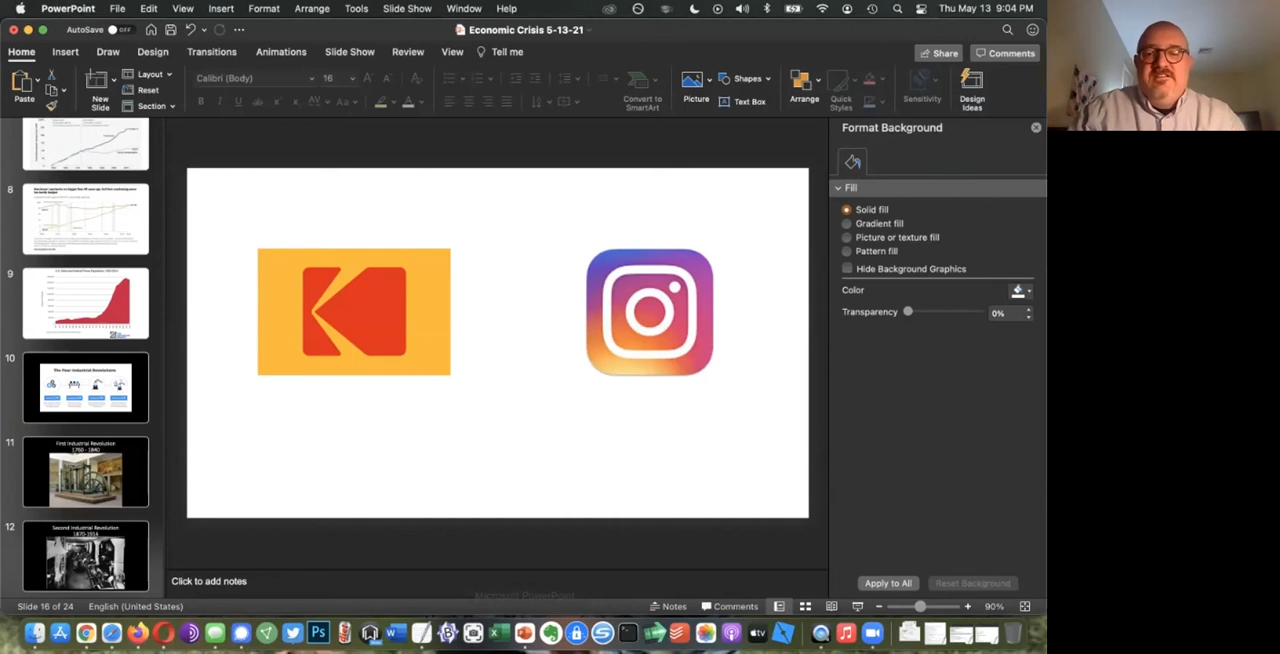 PowerPoint File Edit View Insert Format Arrange Tools Slide Show Window Help Thu May 13 9:04 PM
AutoSave OFF Economic Crisis 5-13-21
Home Insert Draw Design Transitions Animations Slide Show Review View Tell me Share Comments
Paste New Slide Layout Reset Section Calibri (Body) 16 Convert to SmartArt Picture Shapes Text Box Arrange Quick Styles Sensitivity Design Ideas
Format Background
Fill
Solid fill
Gradient fill
Picture or texture fill
Pattern fill
Hide Background Graphics
Color
Transparency 0%
8
9
10
The Four Industrial Revolutions
11
First Industrial Revolution
1760 - 1840
12
Second Industrial Revolution
1870-1914
Click to add notes
Apply to All Reset Background
Microsoft PowerPoint
Slide 16 of 24 English (United States) Notes Comments 90%